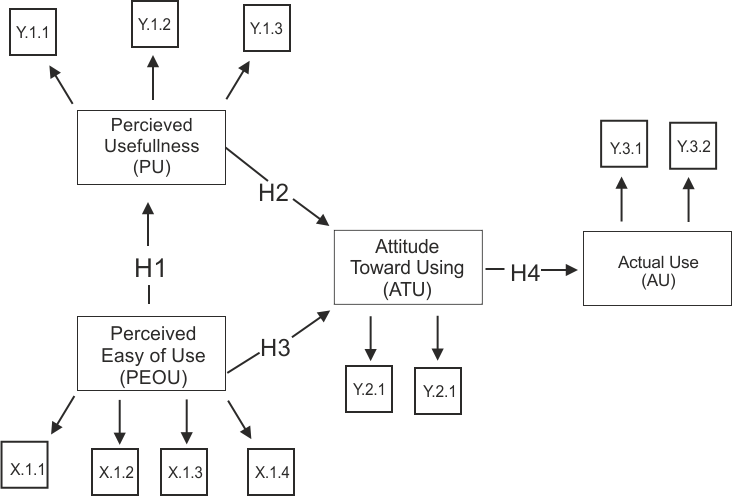 Y.1.1
Y.1.2
Y.1.3
Percieved
Usefullness
(PU)
H2
H1
Perceived
Easy of Use
(PEOU)
H3
X.1.1
X.1.2
X.1.3
X.1.4
Attitude
Toward Using
(ATU)
Y.2.1
Y.2.1
H4
Y.3.1
Y.3.2
Actual Use
(AU)